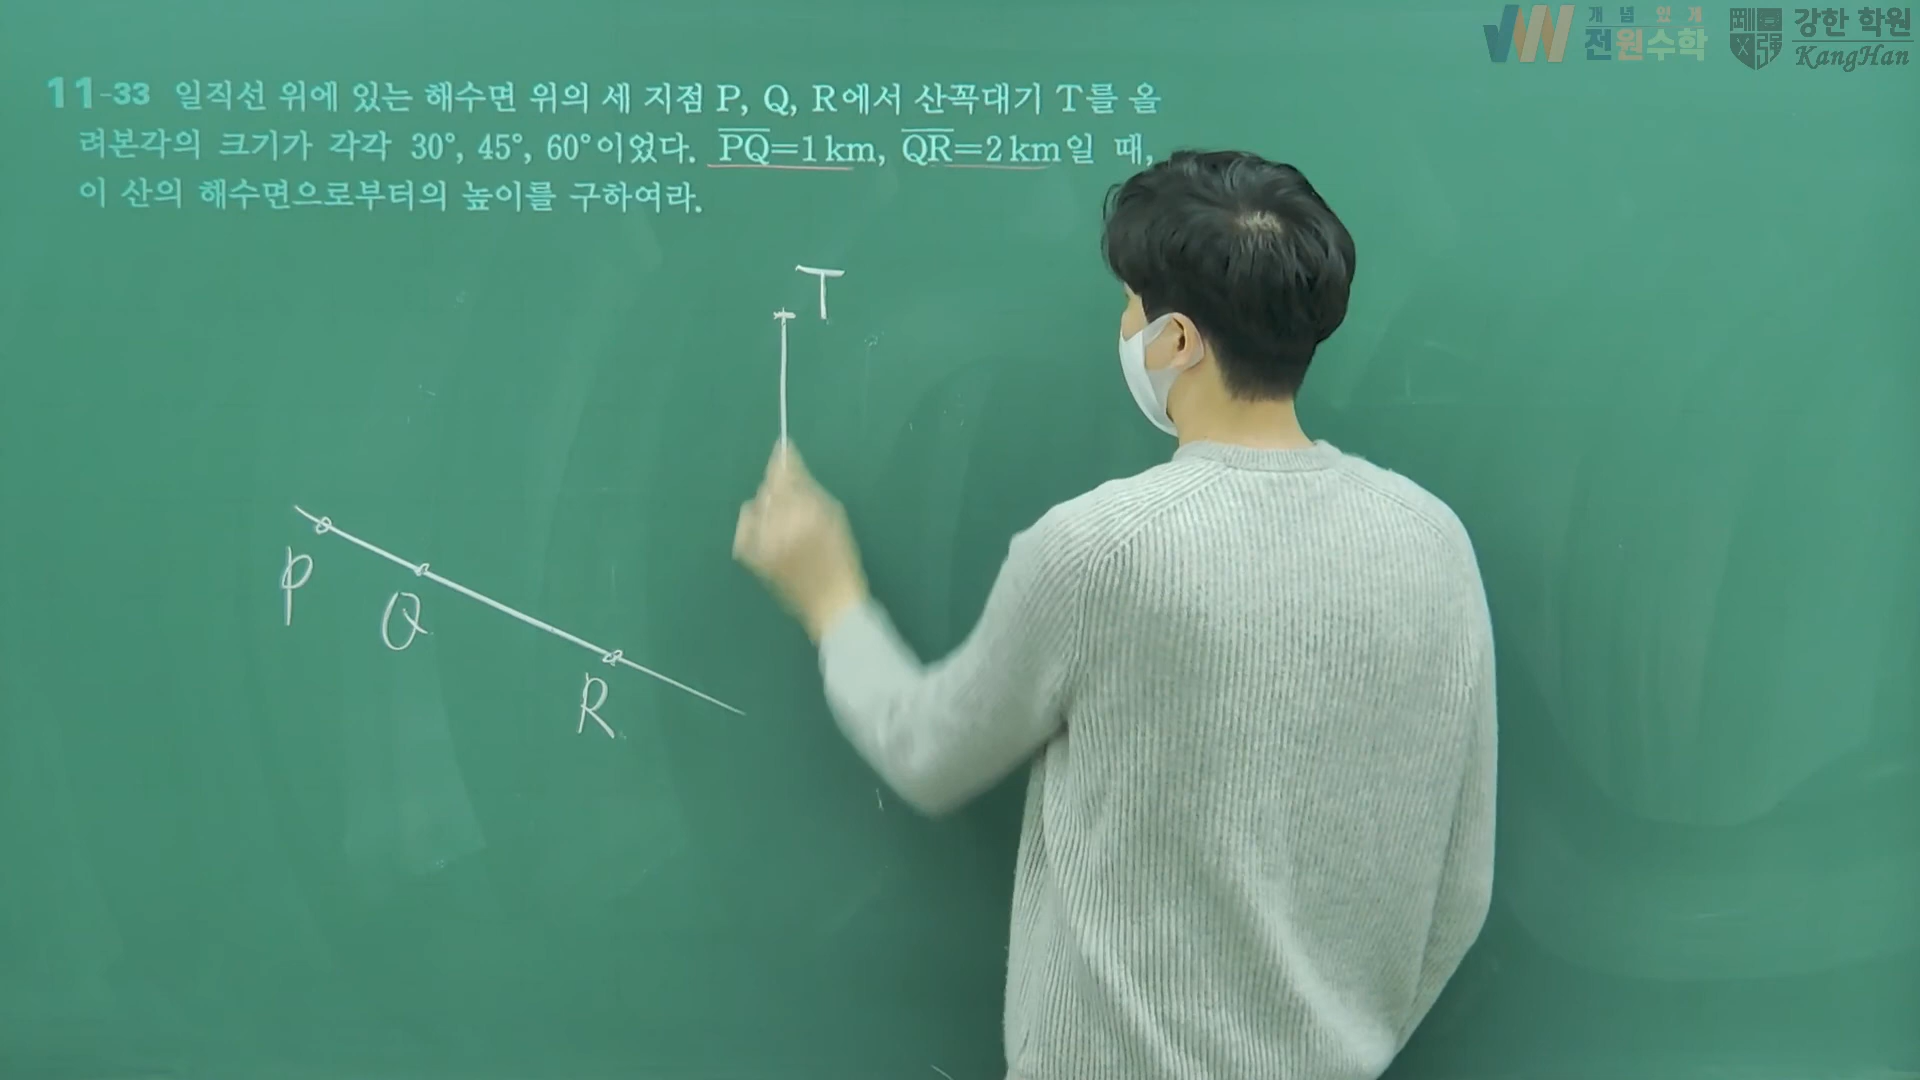 개념있게
전원수학
강한 학원
KangHan
11-33 일직선 위에 있는 해수면 위의 세 지점 P, Q, R에서 산꼭대기 T를 올
려본각의 크기가 각각 30°, 45°, 60°이었다. PQ=1km, QR=2km일 때,
이 산의 해수면으로부터의 높이를 구하여라.
T
P
Q
R